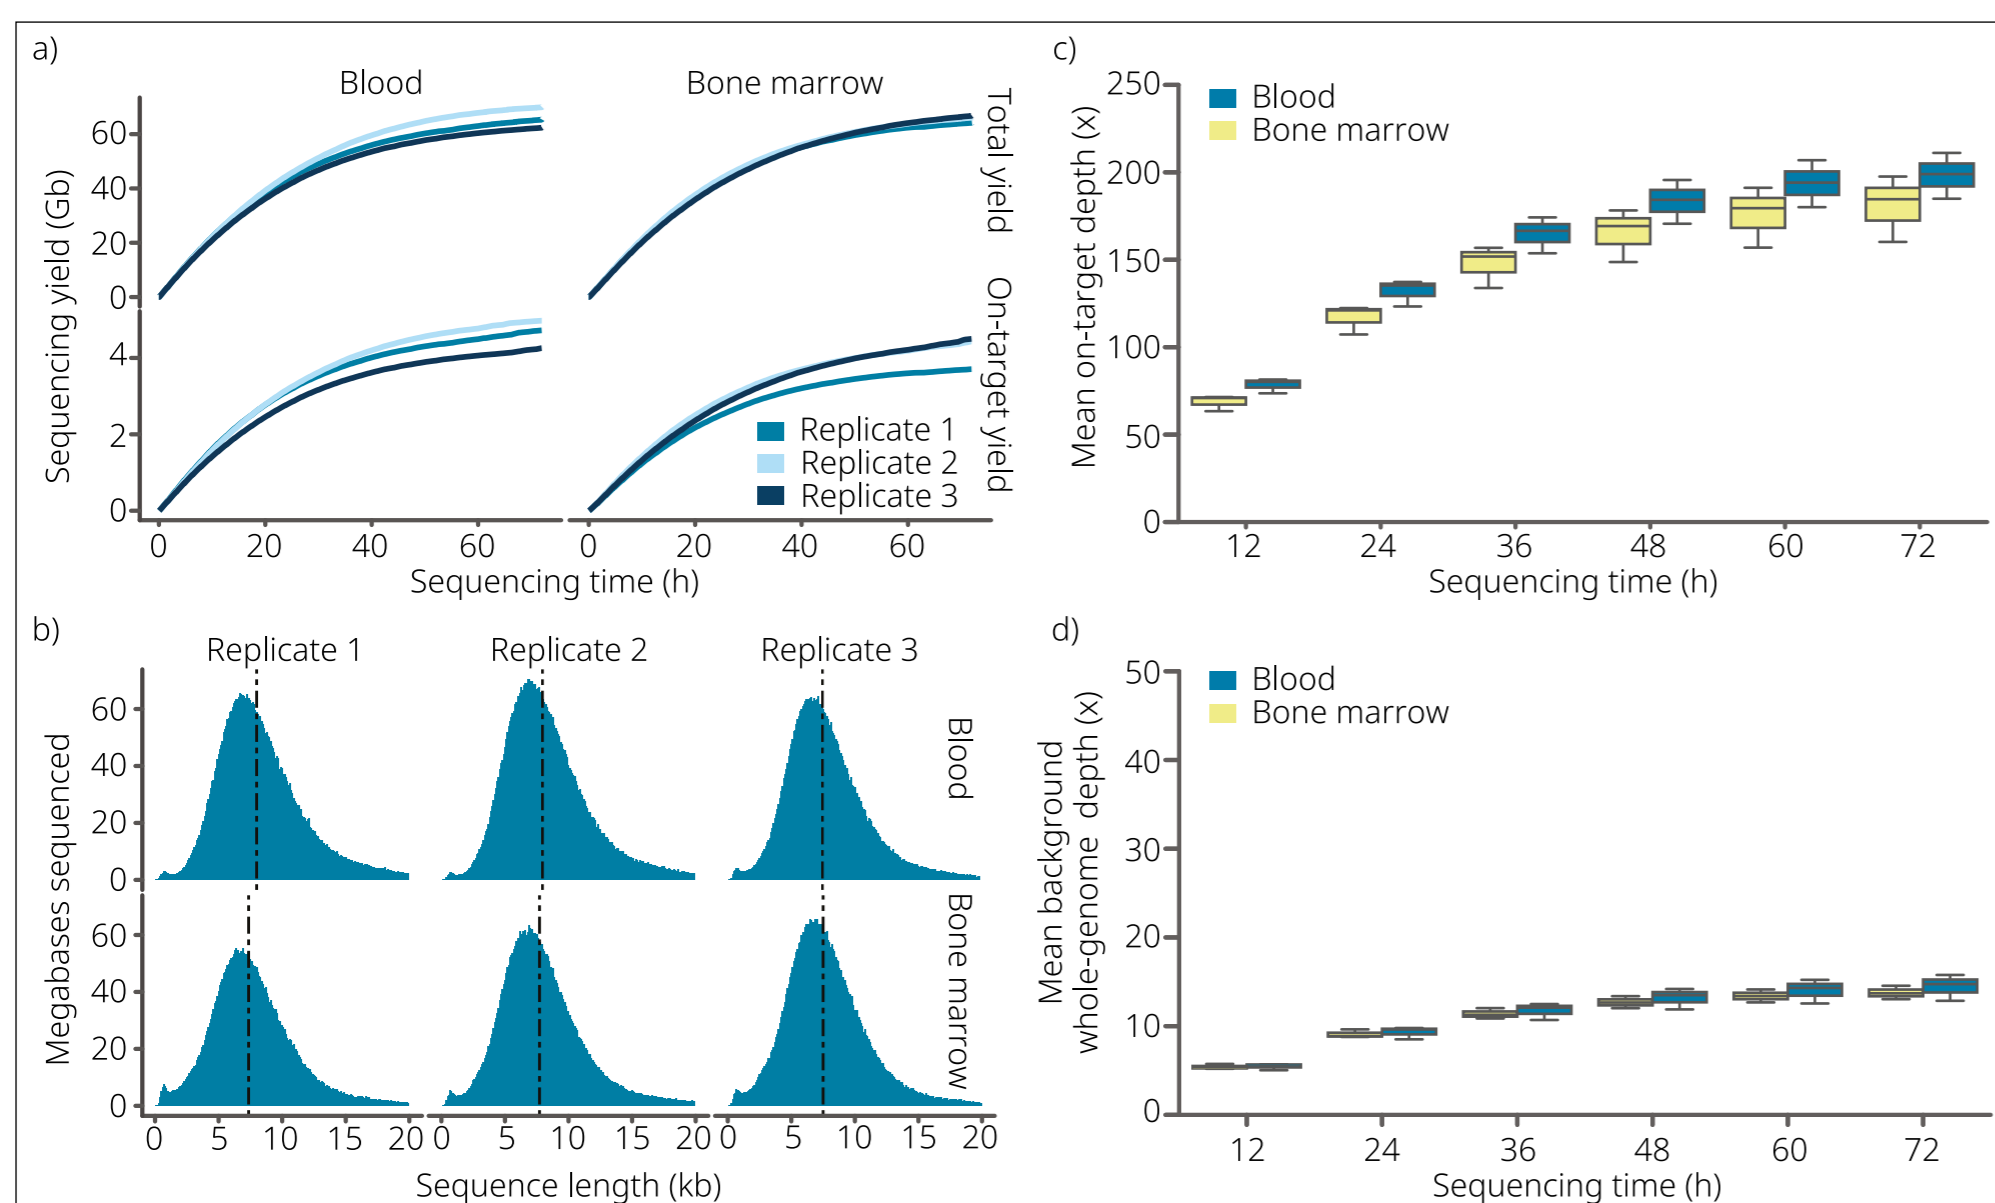 a)
Blood
Bone marrow
Sequencing yield (Gb)
60
40
20
0
Total yield
4
2
0
On-target yield
Replicate 1
Replicate 2
Replicate 3
0 20 40 60 0 20 40 60
Sequencing time (h)
b)
Replicate 1 Replicate 2 Replicate 3
Megabases sequenced
60
40
20
0
Blood
60
40
20
0
Bone marrow
0 5 10 15 20 0 5 10 15 20 0 5 10 15 20
Sequence length (kb)
c)
Mean on-target depth (x)
250
200
150
100
50
0
Blood
Bone marrow
12 24 36 48 60 72
Sequencing time (h)
d)
Mean background
whole-genome depth (x)
50
40
30
20
10
0
Blood
Bone marrow
12 24 36 48 60 72
Sequencing time (h)